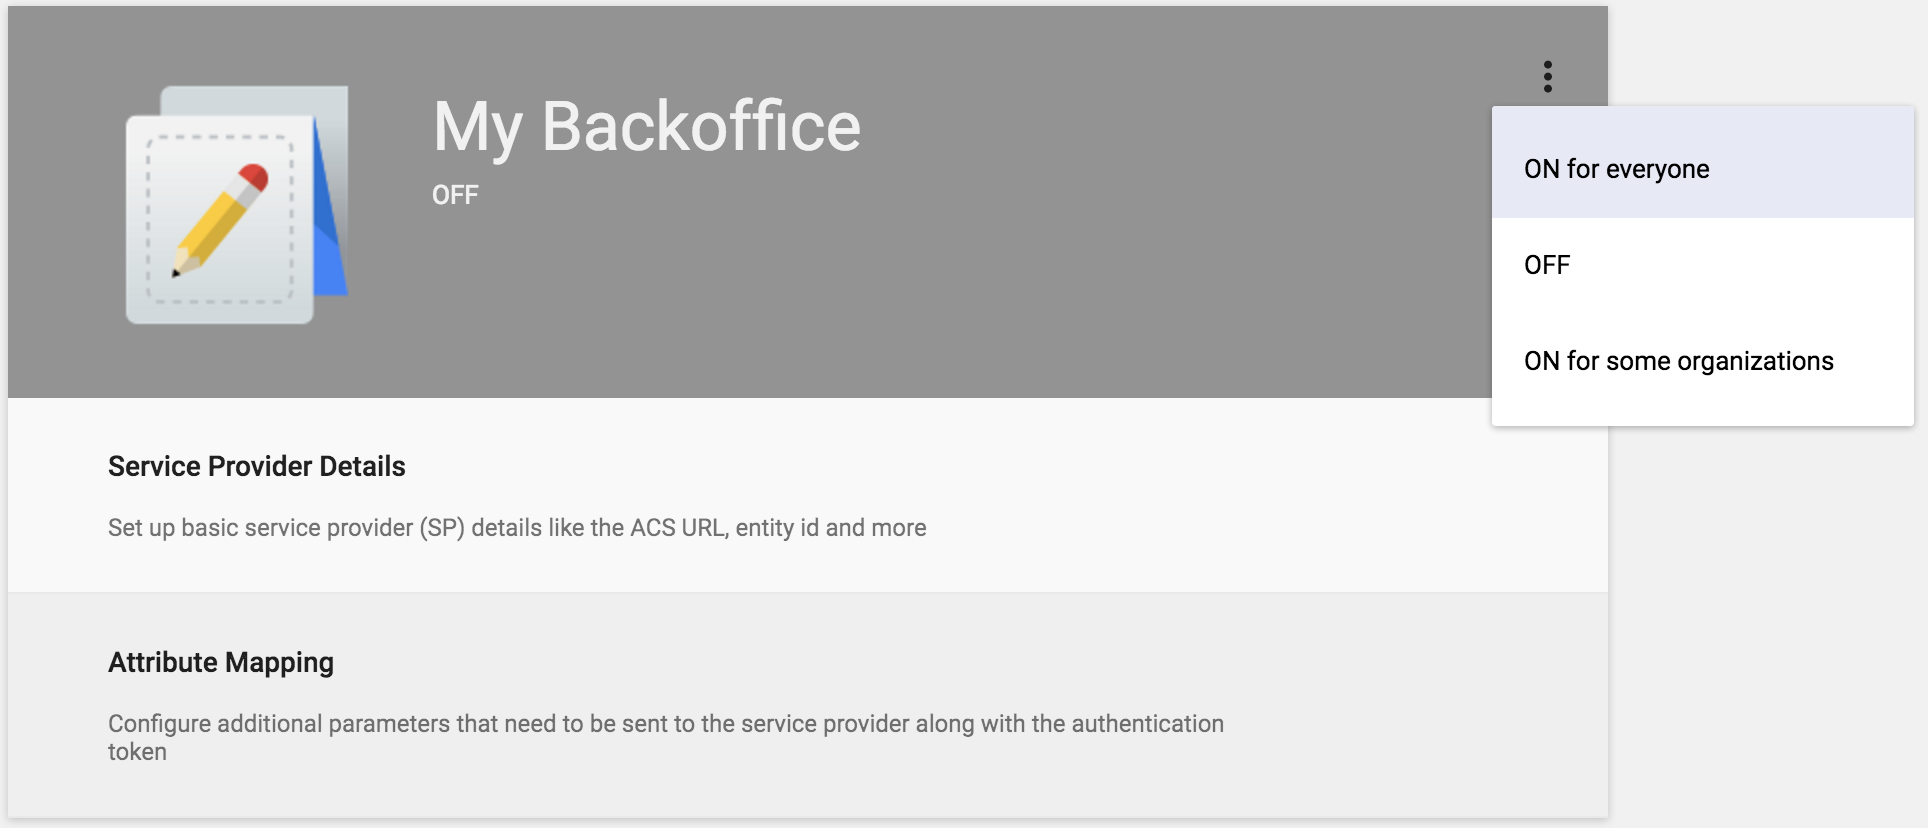 My Backoffice
OFF
ON for everyone
OFF
ON for some organizations
Service Provider Details
Set up basic service provider (SP) details like the ACS URL, entity id and more
Attribute Mapping
Configure additional parameters that need to be sent to the service provider along with the authentication
token